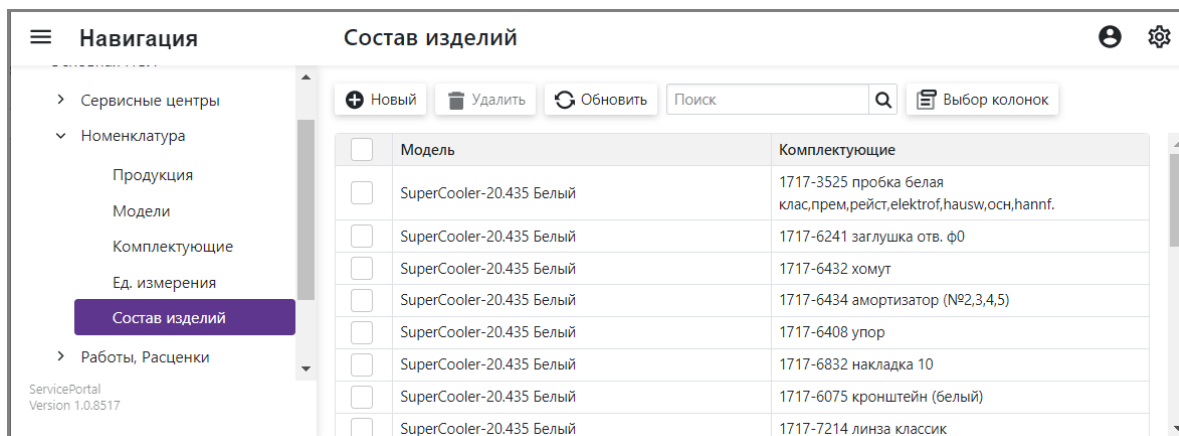 Навигация
Состав изделий
Сервисные центры
Номенклатура
Продукция
Модели
Комплектующие
Ед. измерения
Состав изделий
Работы, Расценки
ServicePortal
Version 1.0.8517
Новый Удалить Обновить Поиск Выбор колонок
Модель Комплектующие
SuperCooler-20.435 Белый 1717-3525 пробка белая
клас,прем,рейст,elektrof,hausw,осн,hannf.
SuperCooler-20.435 Белый 1717-6241 заглушка отв. ф0
SuperCooler-20.435 Белый 1717-6432 хомут
SuperCooler-20.435 Белый 1717-6434 амортизатор (№2,3,4,5)
SuperCooler-20.435 Белый 1717-6408 упор
SuperCooler-20.435 Белый 1717-6832 накладка 10
SuperCooler-20.435 Белый 1717-6075 кронштейн (белый)
SuperCooler-20.435 Белый 1717-7214 линза классик